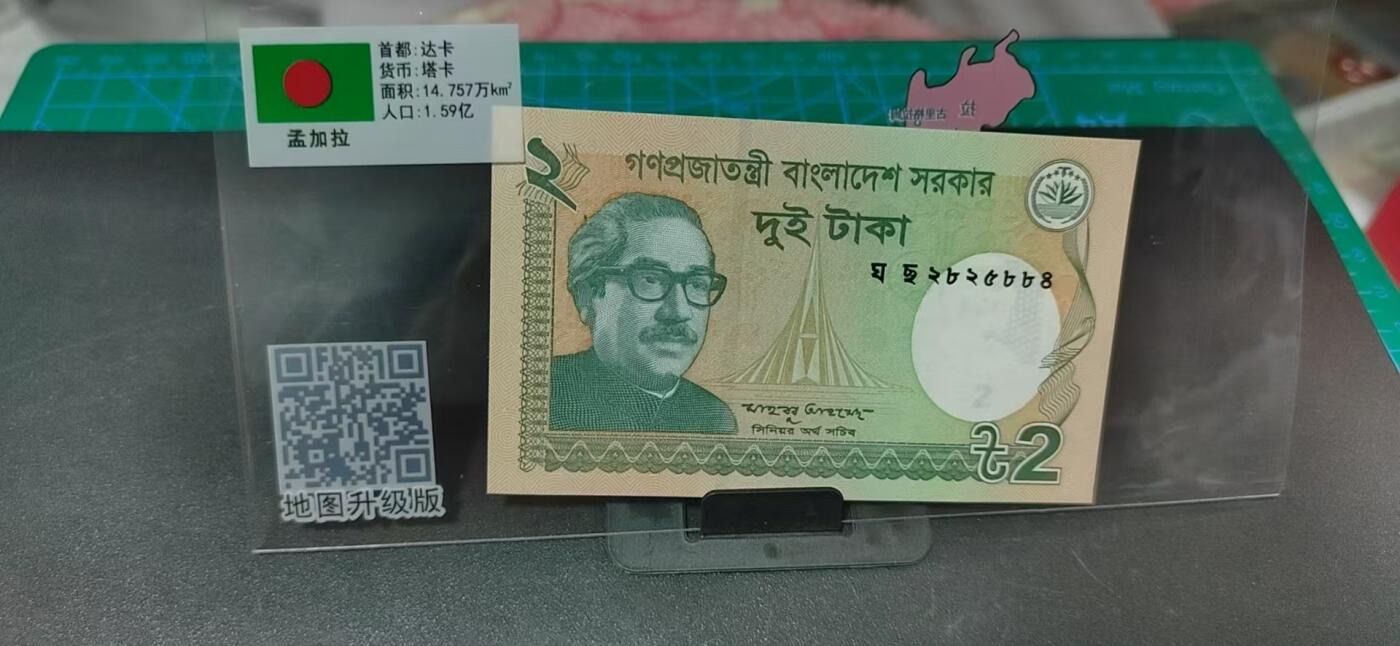 首都:达卡
货币:塔卡
面积:14.757万km²
人口:1.59亿
孟加拉
২
গণপ্রজাতন্ত্রী বাংলাদেশ সরকার
দুই টাকা
ঘ ছ ২৮২৫৮৮৪
2
সিনিয়র অর্থ সচিব
৳2
地图升级版